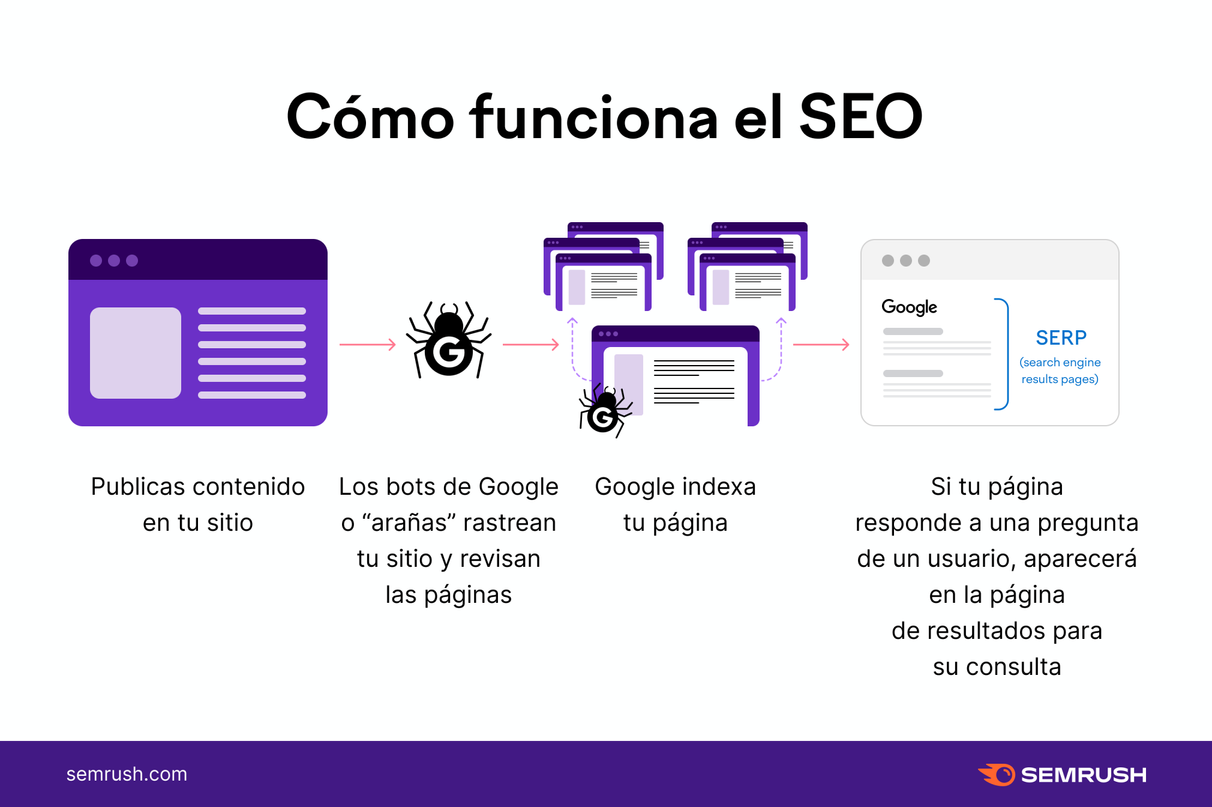 Cómo funciona el SEO
G
G
Google
SERP
(search engine
results pages)
Publicas contenido
en tu sitio
Los bots de Google
o “arañas” rastrean
tu sitio y revisan
las páginas
Google indexa
tu página
Si tu página
responde a una pregunta
de un usuario, aparecerá
en la página
de resultados para
su consulta
semrush.com
SEMRUSH